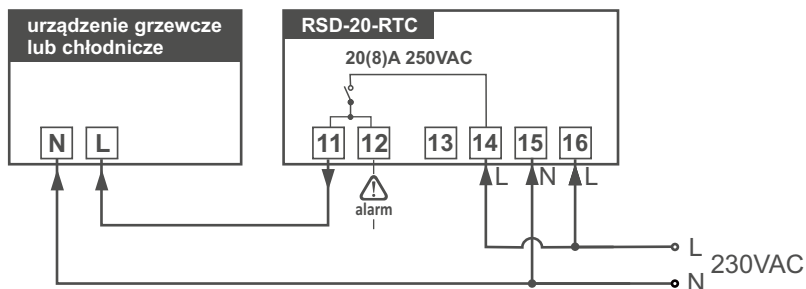 urządzenie grzewcze
lub chłodnicze
N
L
RSD-20-RTC
20(8)A 250VAC
11
12
13
14
15
16
L
N
L
alarm
L
230VAC
N